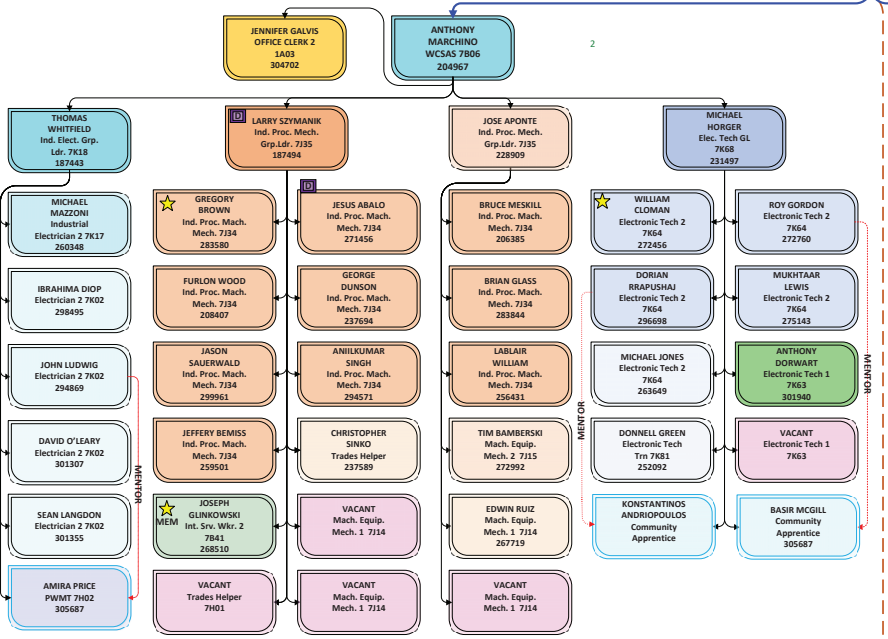 JENNIFER GALVIS
OFFICE CLERK 2
1A03
304702
ANTHONY
MARCHINO
WCSAS 7B06
204967
2
THOMAS
WHITFIELD
Ind. Elect. Grp.
Ldr. 7K18
187443
D
LARRY SZYMANIK
Ind. Proc. Mech.
Grp.Ldr. 7J35
187494
JOSE APONTE
Ind. Proc. Mech.
Grp.Ldr. 7J35
228909
MICHAEL
HORGER
Elec. Tech GL
7K68
231497
MICHAEL
MAZZONI
Industrial
Electrician 2 7K17
260348
GREGORY
BROWN
Ind. Proc. Mach.
Mech. 7J34
283580
D
JESUS ABALO
Ind. Proc. Mach.
Mech. 7J34
271456
BRUCE MESKILL
Ind. Proc. Mach.
Mech. 7J34
206385
WILLIAM
CLOMAN
Electronic Tech 2
7K64
272456
ROY GORDON
Electronic Tech 2
7K64
272760
IBRAHIMA DIOP
Electrician 2 7K02
298495
FURLON WOOD
Ind. Proc. Mach.
Mech. 7J34
208407
GEORGE
DUNSON
Ind. Proc. Mach.
Mech. 7J34
237694
BRIAN GLASS
Ind. Proc. Mach.
Mech. 7J34
283844
DORIAN
RRAPUSHAJ
Electronic Tech 2
7K64
296698
MUKHTAAR
LEWIS
Electronic Tech 2
7K64
275143
JOHN LUDWIG
Electrician 2 7K02
294869
JASON
SAUERWALD
Ind. Proc. Mach.
Mech. 7J34
299961
ANIILKUMAR
SINGH
Ind. Proc. Mach.
Mech. 7J34
294571
LABLAIR
WILLIAM
Ind. Proc. Mach.
Mech. 7J34
256431
MICHAEL JONES
Electronic Tech 2
7K64
263649
ANTHONY
DORWART
Electronic Tech 1
7K63
301940
MENTOR
DAVID O'LEARY
Electrician 2 7K02
301307
MENTOR
JEFFERY BEMISS
Ind. Proc. Mach.
Mech. 7J34
259501
CHRISTOPHER
SINKO
Trades Helper
237589
TIM BAMBERSKI
Mach. Equip.
Mech. 2 7J15
272992
MENTOR
DONNELL GREEN
Electronic Tech
Trn 7K81
252092
VACANT
Electronic Tech 1
7K63
SEAN LANGDON
Electrician 2 7K02
301355
MEM
JOSEPH
GLINKOWSKI
Int. Srv. Wkr. 2
7B41
268510
VACANT
Mach. Equip.
Mech. 1 7J14
EDWIN RUIZ
Mach. Equip.
Mech. 1 7J14
267719
KONSTANTINOS
ANDRIOPOULOS
Community
Apprentice
BASIR MCGILL
Community
Apprentice
305687
AMIRA PRICE
PWMT 7H02
305687
VACANT
Trades Helper
7H01
VACANT
Mach. Equip.
Mech. 1 7J14
VACANT
Mach. Equip.
Mech. 1 7J14